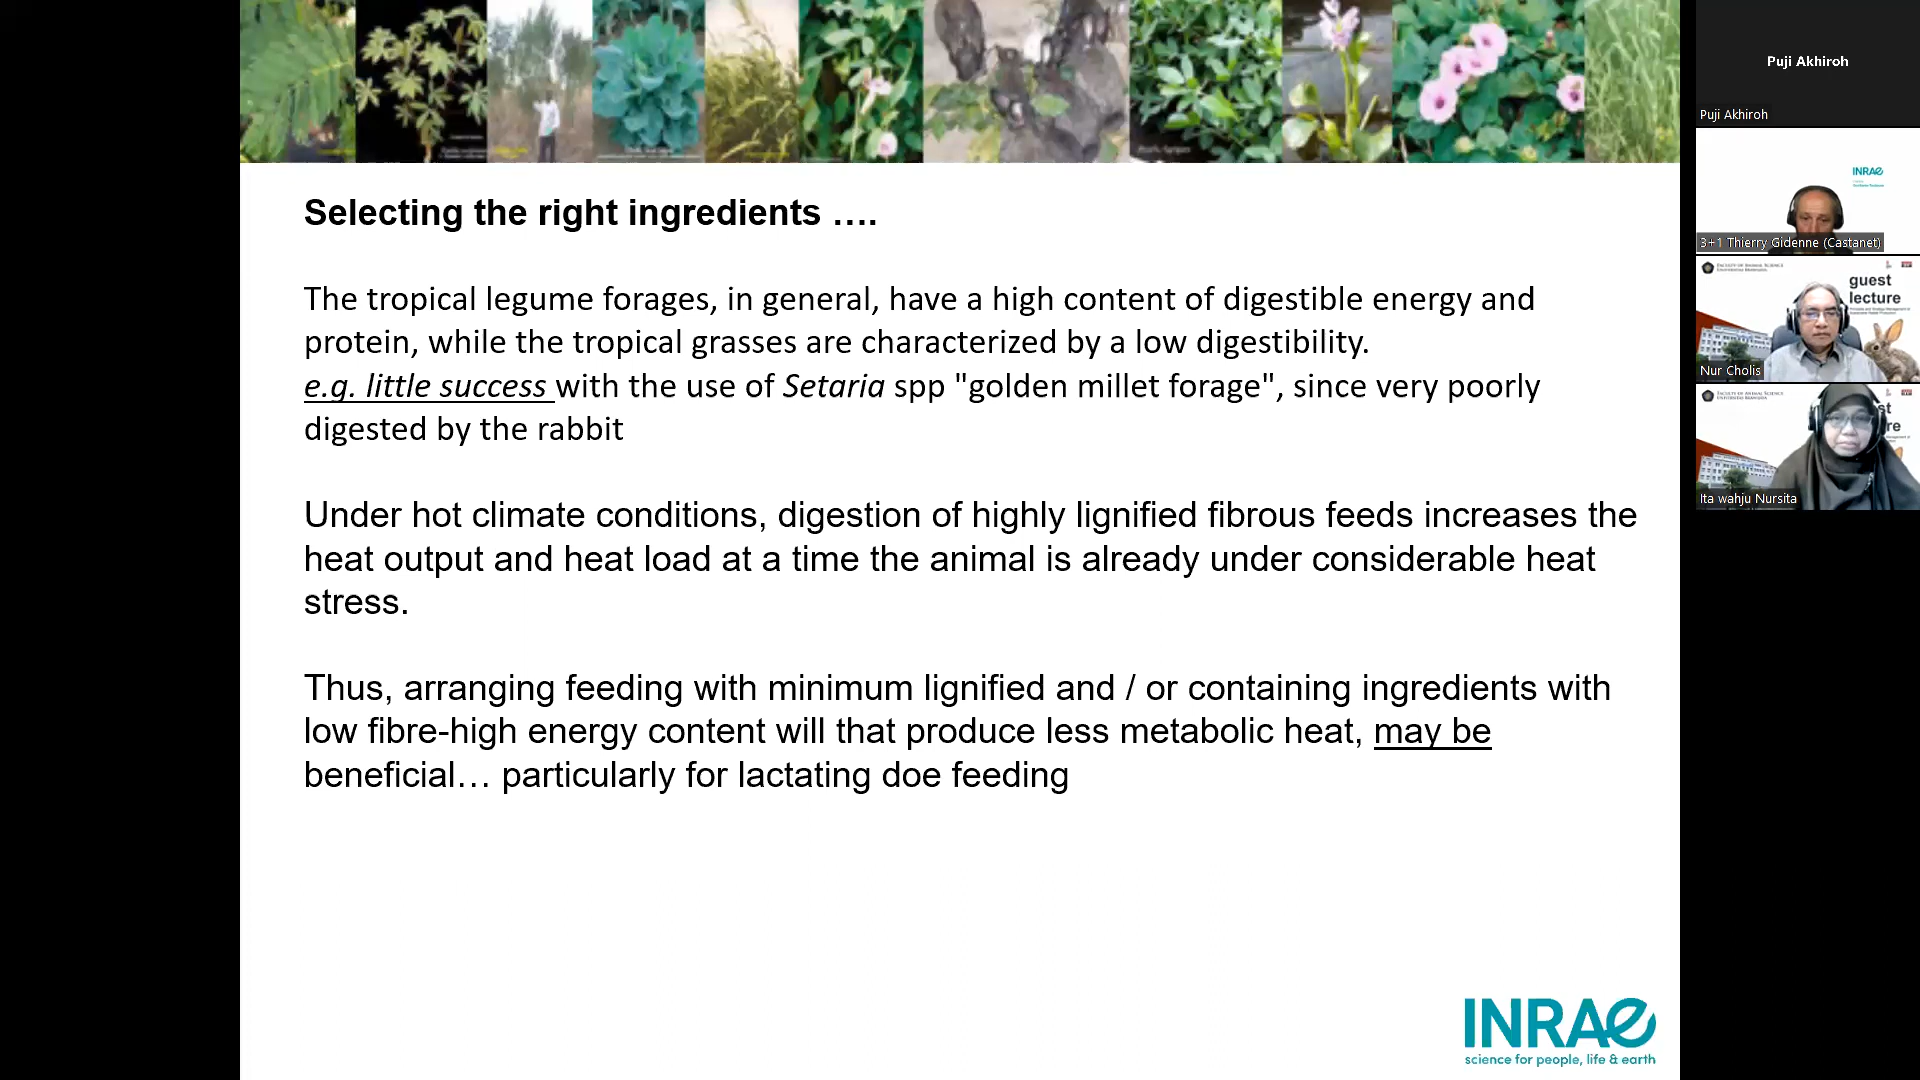 Selecting the right ingredients ….
The tropical legume forages, in general, have a high content of digestible energy and
protein, while the tropical grasses are characterized by a low digestibility.
e.g. little success with the use of Setaria spp "golden millet forage", since very poorly
digested by the rabbit
Under hot climate conditions, digestion of highly lignified fibrous feeds increases the
heat output and heat load at a time the animal is already under considerable heat
stress.
Thus, arranging feeding with minimum lignified and / or containing ingredients with
low fibre-high energy content will that produce less metabolic heat, may be
beneficial… particularly for lactating doe feeding
INRAE
science for people, life & earth
Puji Akhiroh
Puji Akhiroh
INRAE
3+1 Thierry Gidenne (Castanet)
guest
lecture
Nur Cholis
st
re
Ita wahju Nursita